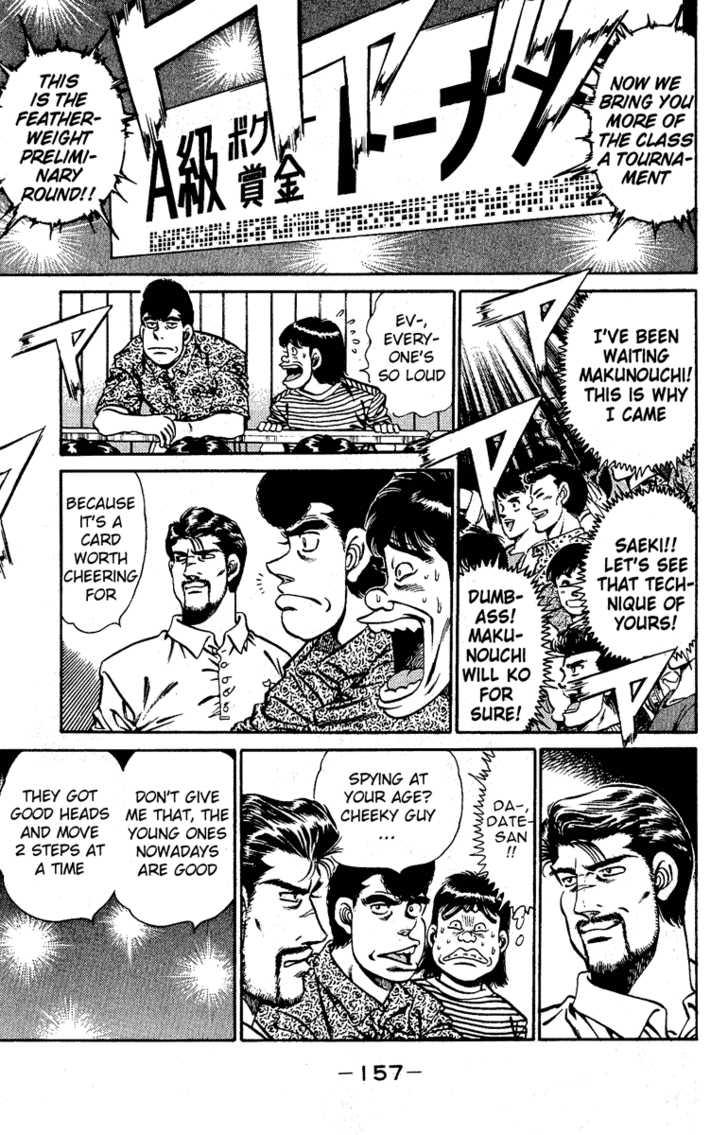 NOW WE
BRING YOU
MORE OF
THE CLASS
A TOURNA-
MENT
THIS
IS THE
FEATHER-
WEIGHT
PRELIMI-
NARY
ROUND!!
A級
賞金
トーナメ
I'VE BEEN
WAITING
MAKUNOUCHI!
THIS IS WHY
I CAME
SAEKI!!
LET'S SEE
THAT TECH-
NIQUE OF
YOURS!
DUMB-
ASS!
MAKU-
NOUCHI
WILL KO
FOR
SURE!
EV-,
EVERY-
ONE'S
SO LOUD
BECAUSE
IT'S A
CARD
WORTH
CHEERING
FOR
DA-,
DATE-
SAN
!!
SPYING AT
YOUR AGE?
CHEEKY GUY
...
DON'T GIVE
ME THAT, THE
YOUNG ONES
NOWADAYS
ARE GOOD
THEY GOT
GOOD HEADS
AND MOVE
2 STEPS AT
A TIME
-157-